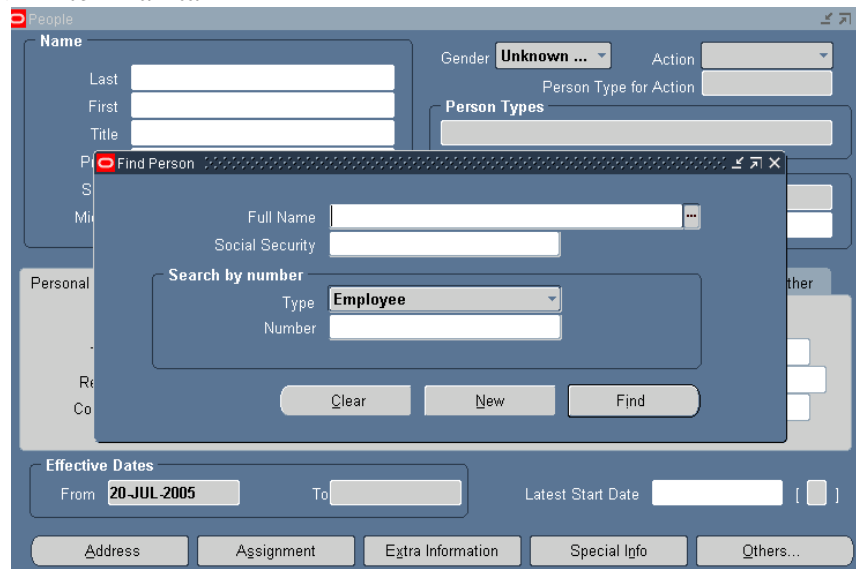 People
Name
Gender Unknown ... Action
Last
Person Type for Action
First
Person Types
Title
Find Person
Full Name
Social Security
Search by number
Type Employee
Number
Clear New Find
Personal
Effective Dates
From 20-JUL-2005 To Latest Start Date [ ]
Address Assignment Extra Information Special Info Others...